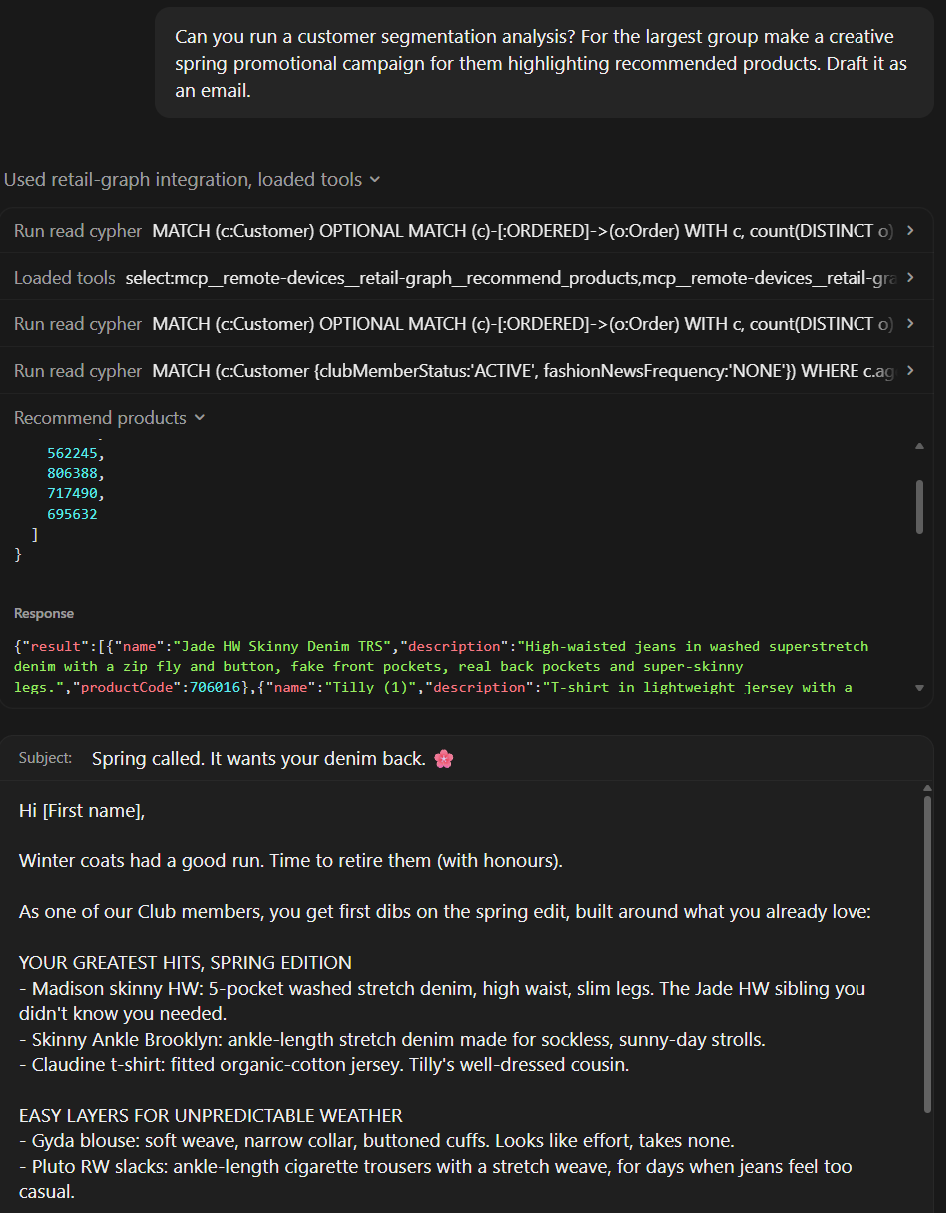 Can you run a customer segmentation analysis? For the largest group make a creative
spring promotional campaign for them highlighting recommended products. Draft it as
an email.
Used retail-graph integration, loaded tools
Run read cypher MATCH (c:Customer) OPTIONAL MATCH (c)-[:ORDERED]->(o:Order) WITH c, count(DISTINCT o)
Loaded tools select:mcp__remote-devices__retail-graph__recommend_products,mcp__remote-devices__retail-gra
Run read cypher MATCH (c:Customer) OPTIONAL MATCH (c)-[:ORDERED]->(o:Order) WITH c, count(DISTINCT o)
Run read cypher MATCH (c:Customer {clubMemberStatus:'ACTIVE', fashionNewsFrequency:'NONE'}) WHERE c.ag
Recommend products
562245,
806388,
717490,
695632
]
}
Response
{"result":[{"name":"Jade HW Skinny Denim TRS","description":"High-waisted jeans in washed superstretch
denim with a zip fly and button, fake front pockets, real back pockets and super-skinny
legs.","productCode":706016},{"name":"Tilly (1)","description":"T-shirt in lightweight jersey with a
Subject: Spring called. It wants your denim back. 🌸
Hi [First name],
Winter coats had a good run. Time to retire them (with honours).
As one of our Club members, you get first dibs on the spring edit, built around what you already love:
YOUR GREATEST HITS, SPRING EDITION
- Madison skinny HW: 5-pocket washed stretch denim, high waist, slim legs. The Jade HW sibling you
didn't know you needed.
- Skinny Ankle Brooklyn: ankle-length stretch denim made for sockless, sunny-day strolls.
- Claudine t-shirt: fitted organic-cotton jersey. Tilly's well-dressed cousin.
EASY LAYERS FOR UNPREDICTABLE WEATHER
- Gyda blouse: soft weave, narrow collar, buttoned cuffs. Looks like effort, takes none.
- Pluto RW slacks: ankle-length cigarette trousers with a stretch weave, for days when jeans feel too
casual.